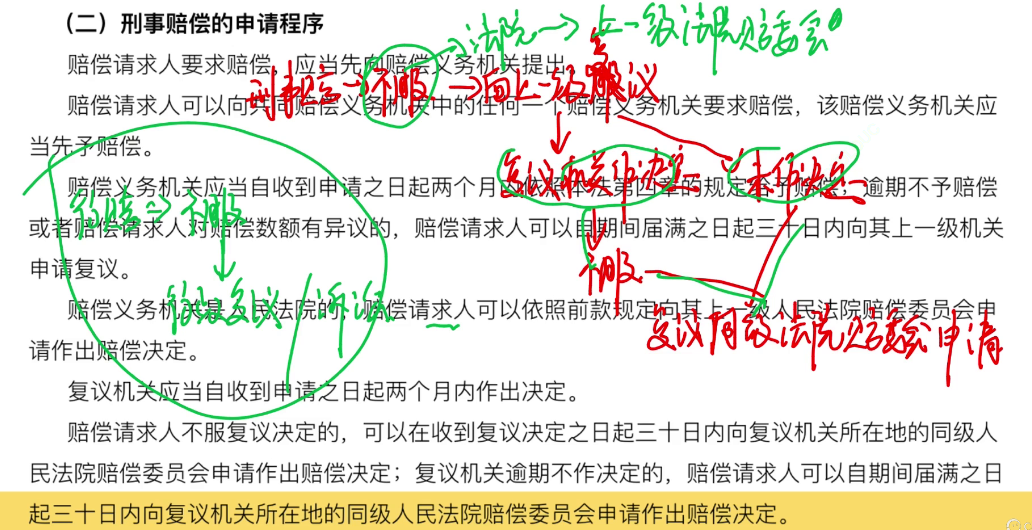 （二）刑事赔偿的申请程序
→法院→上一级法院赔委会
赔偿请求人要求赔偿，应当先向赔偿义务机关提出。
刑事赔→不服→向上一级复议
赔偿请求人可以向共同赔偿义务机关中的任何一个赔偿义务机关要求赔偿，该赔偿义务机关应
当先予赔偿。
复议机关作决定 未作决定
赔偿义务机关应当自收到申请之日起两个月内依照本法第四章的规定给予赔偿；逾期不予赔偿
行赔→不服
或者赔偿请求人对赔偿数额有异议的，赔偿请求人可以自期间届满之日起三十日内向其上一级机关
申请复议。
不服
复议/诉讼
赔偿义务机关是人民法院的，赔偿请求人可以依照前款规定向其上一级人民法院赔偿委员会申
请作出赔偿决定。
复议同级法院赔委会申请
复议机关应当自收到申请之日起两个月内作出决定。
赔偿请求人不服复议决定的，可以在收到复议决定之日起三十日内向复议机关所在地的同级人
民法院赔偿委员会申请作出赔偿决定；复议机关逾期不作决定的，赔偿请求人可以自期间届满之日
起三十日内向复议机关所在地的同级人民法院赔偿委员会申请作出赔偿决定。